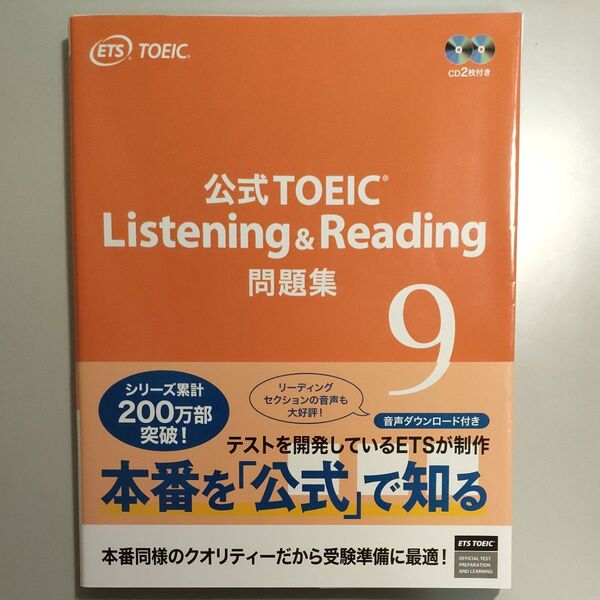 ETS® TOEIC®
CD2枚付き
公式 TOEIC®
Listening & Reading
問題集
9
シリーズ累計
200万部
突破!
リーディング
セクションの音声も
大好評!
音声ダウンロード付き
テストを開発しているETSが制作
本番を「公式」で知る
本番同様のクオリティーだから受験準備に最適!
ETS TOEIC®
OFFICIAL TEST
PREPARATION
AND LEARNING